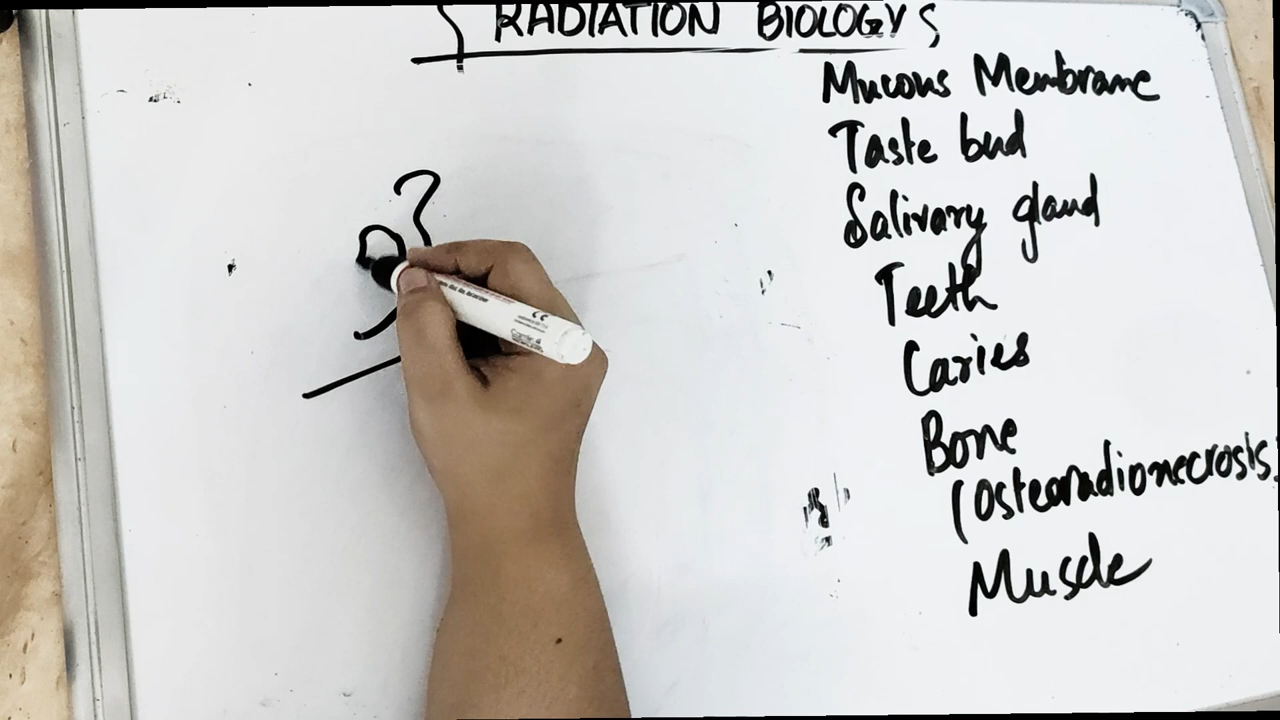 RADIATION BIOLOGY
Mucous Membrane
Taste bud
Salivary gland
Teeth
Caries
Bone
(Osteoradionecrosis)
Muscle